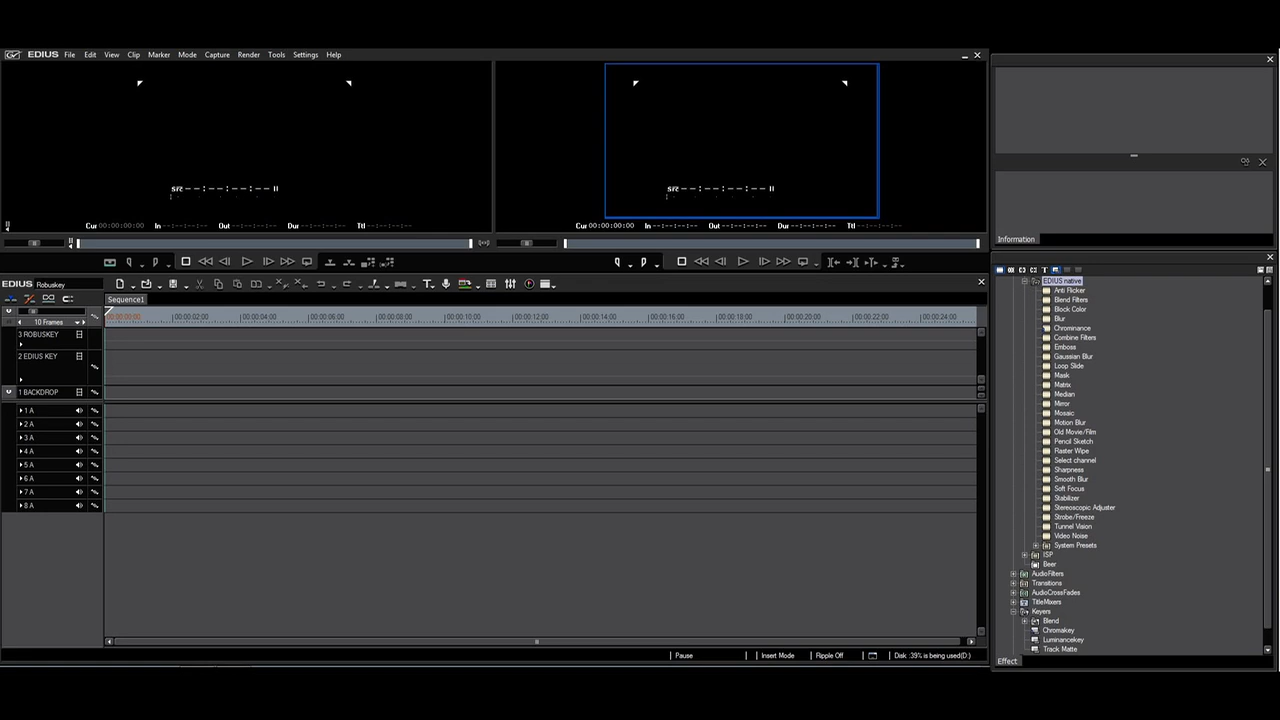 EDIUS File Edit View Clip Marker Mode Capture Render Tools Settings Help
src--:--:--:--
src--:--:--:--
Cur 00:00:00:00 In --:--:--:-- Out --:--:--:-- Dur --:--:--:-- Ttl --:--:--:--
Cur 00:00:00:00 In --:--:--:-- Out --:--:--:-- Dur --:--:--:-- Ttl --:--:--:--
Information
EDIUS Robuskey
Sequence1
00:00:00;00 00:00:02;00 00:00:04;00 00:00:06;00 00:00:08;00 00:00:10;00 00:00:12;00 00:00:14;00 00:00:16;00 00:00:18;00 00:00:20;00 00:00:22;00 00:00:24;00
10 Frames
3 ROBUSKEY
2 EDIUS KEY
1 BACKDROP
1 A
2 A
3 A
4 A
5 A
6 A
7 A
8 A
Pause Insert Mode Ripple Off Disk :39% is being used(D:)
EDIUS native
Anti Flicker
Blend Filters
Block Color
Blur
Chrominance
Combine Filters
Emboss
Gaussian Blur
Loop Slide
Mask
Matrix
Median
Mirror
Mosaic
Motion Blur
Old Movie/Film
Pencil Sketch
Raster Wipe
Select channel
Sharpness
Smooth Blur
Soft Focus
Stabilizer
Stereoscopic Adjuster
Strobe/Freeze
Tunnel Vision
Video Noise
System Presets
ISP
Beer
AudioFilters
Transitions
AudioCrossFades
TitleMixers
Keyers
Blend
Chromakey
Luminancekey
Track Matte
Effect